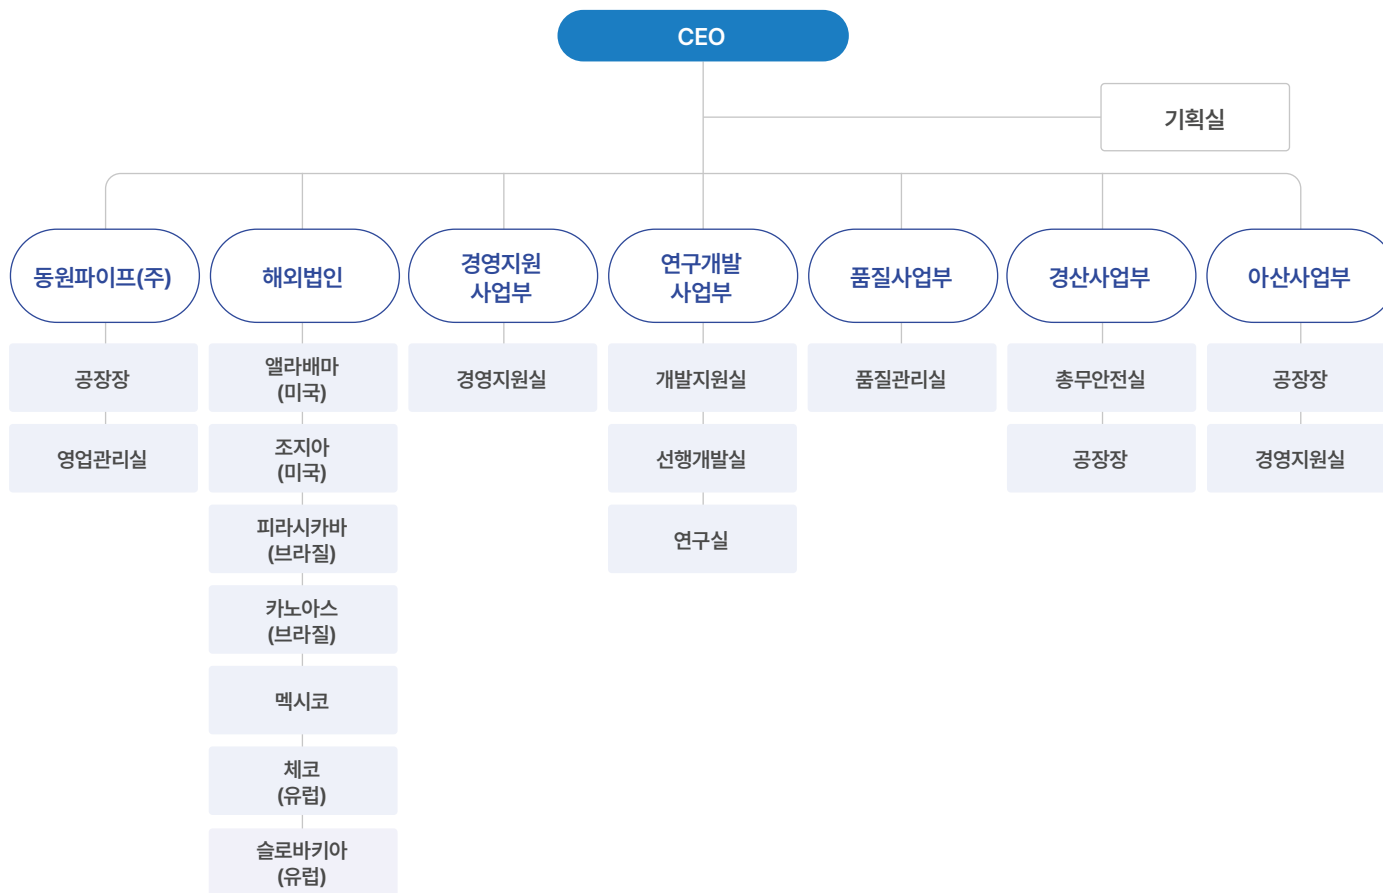 CEO
기획실
동원파이프(주)
공장장
영업관리실
해외법인
앨라배마
(미국)
조지아
(미국)
피라시카바
(브라질)
카노아스
(브라질)
멕시코
체코
(유럽)
슬로바키아
(유럽)
경영지원
사업부
경영지원실
연구개발
사업부
개발지원실
선행개발실
연구실
품질사업부
품질관리실
경산사업부
총무안전실
공장장
아산사업부
공장장
경영지원실